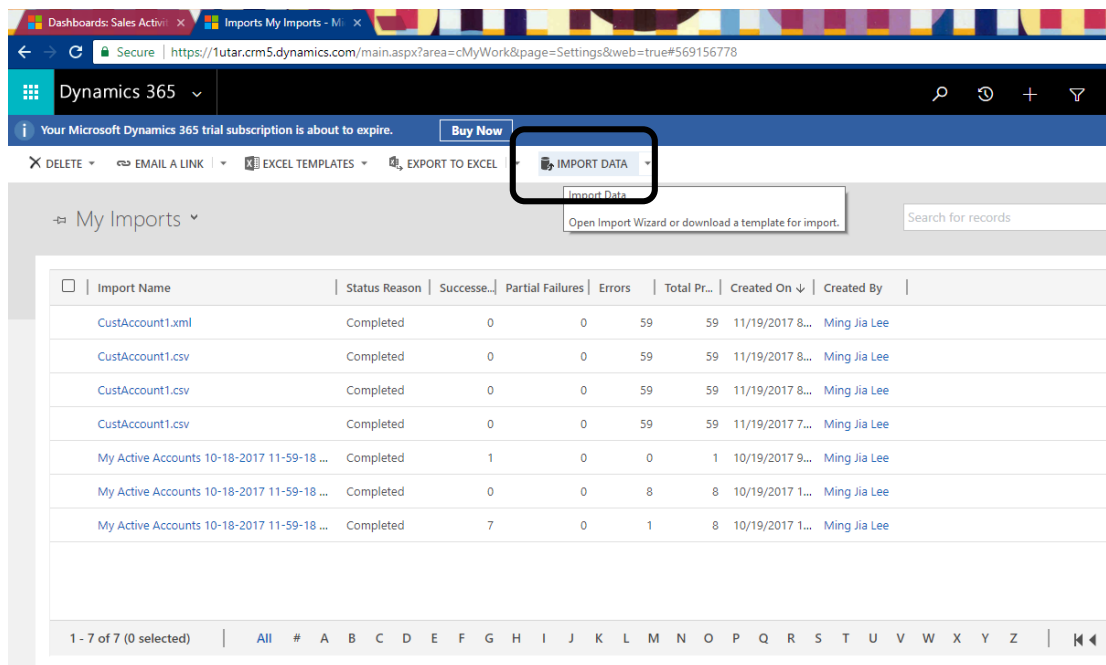 Dashboards: Sales Activi × Imports My Imports - Mi ×
Secure | https://1utar.crm5.dynamics.com/main.aspx?area=cMyWork&page=Settings&web=true#569156778
Dynamics 365
Your Microsoft Dynamics 365 trial subscription is about to expire. Buy Now
DELETE EMAIL A LINK EXCEL TEMPLATES EXPORT TO EXCEL IMPORT DATA
Import Data
My Imports Open Import Wizard or download a template for import. Search for records
Import Name Status Reason Successe... Partial Failures Errors Total Pr... Created On ↓ Created By
CustAccount1.xml Completed 0 0 59 59 11/19/2017 8... Ming Jia Lee
CustAccount1.csv Completed 0 0 59 59 11/19/2017 8... Ming Jia Lee
CustAccount1.csv Completed 0 0 59 59 11/19/2017 8... Ming Jia Lee
CustAccount1.csv Completed 0 0 59 59 11/19/2017 7... Ming Jia Lee
My Active Accounts 10-18-2017 11-59-18 ... Completed 1 0 0 1 10/19/2017 9... Ming Jia Lee
My Active Accounts 10-18-2017 11-59-18 ... Completed 0 0 8 8 10/19/2017 1... Ming Jia Lee
My Active Accounts 10-18-2017 11-59-18 ... Completed 7 0 1 8 10/19/2017 1... Ming Jia Lee
1 - 7 of 7 (0 selected) All # A B C D E F G H I J K L M N O P Q R S T U V W X Y Z